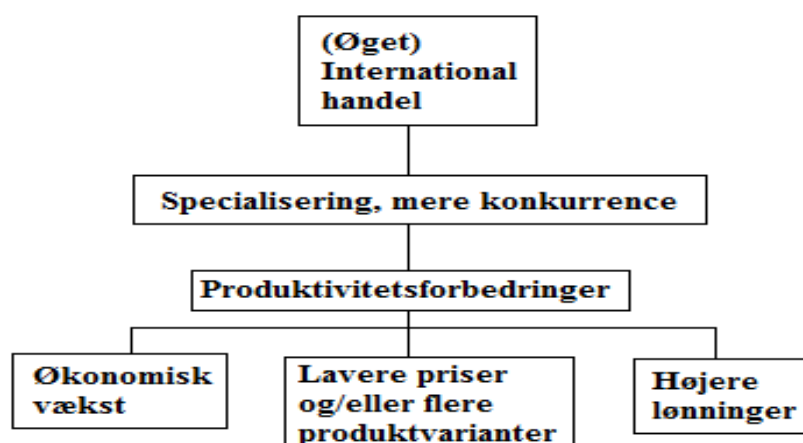 (Øget)
International
handel
Specialisering, mere konkurrence
Produktivitetsforbedringer
Økonomisk
vækst
Lavere priser
og/eller flere
produktvarianter
Højere
lønninger